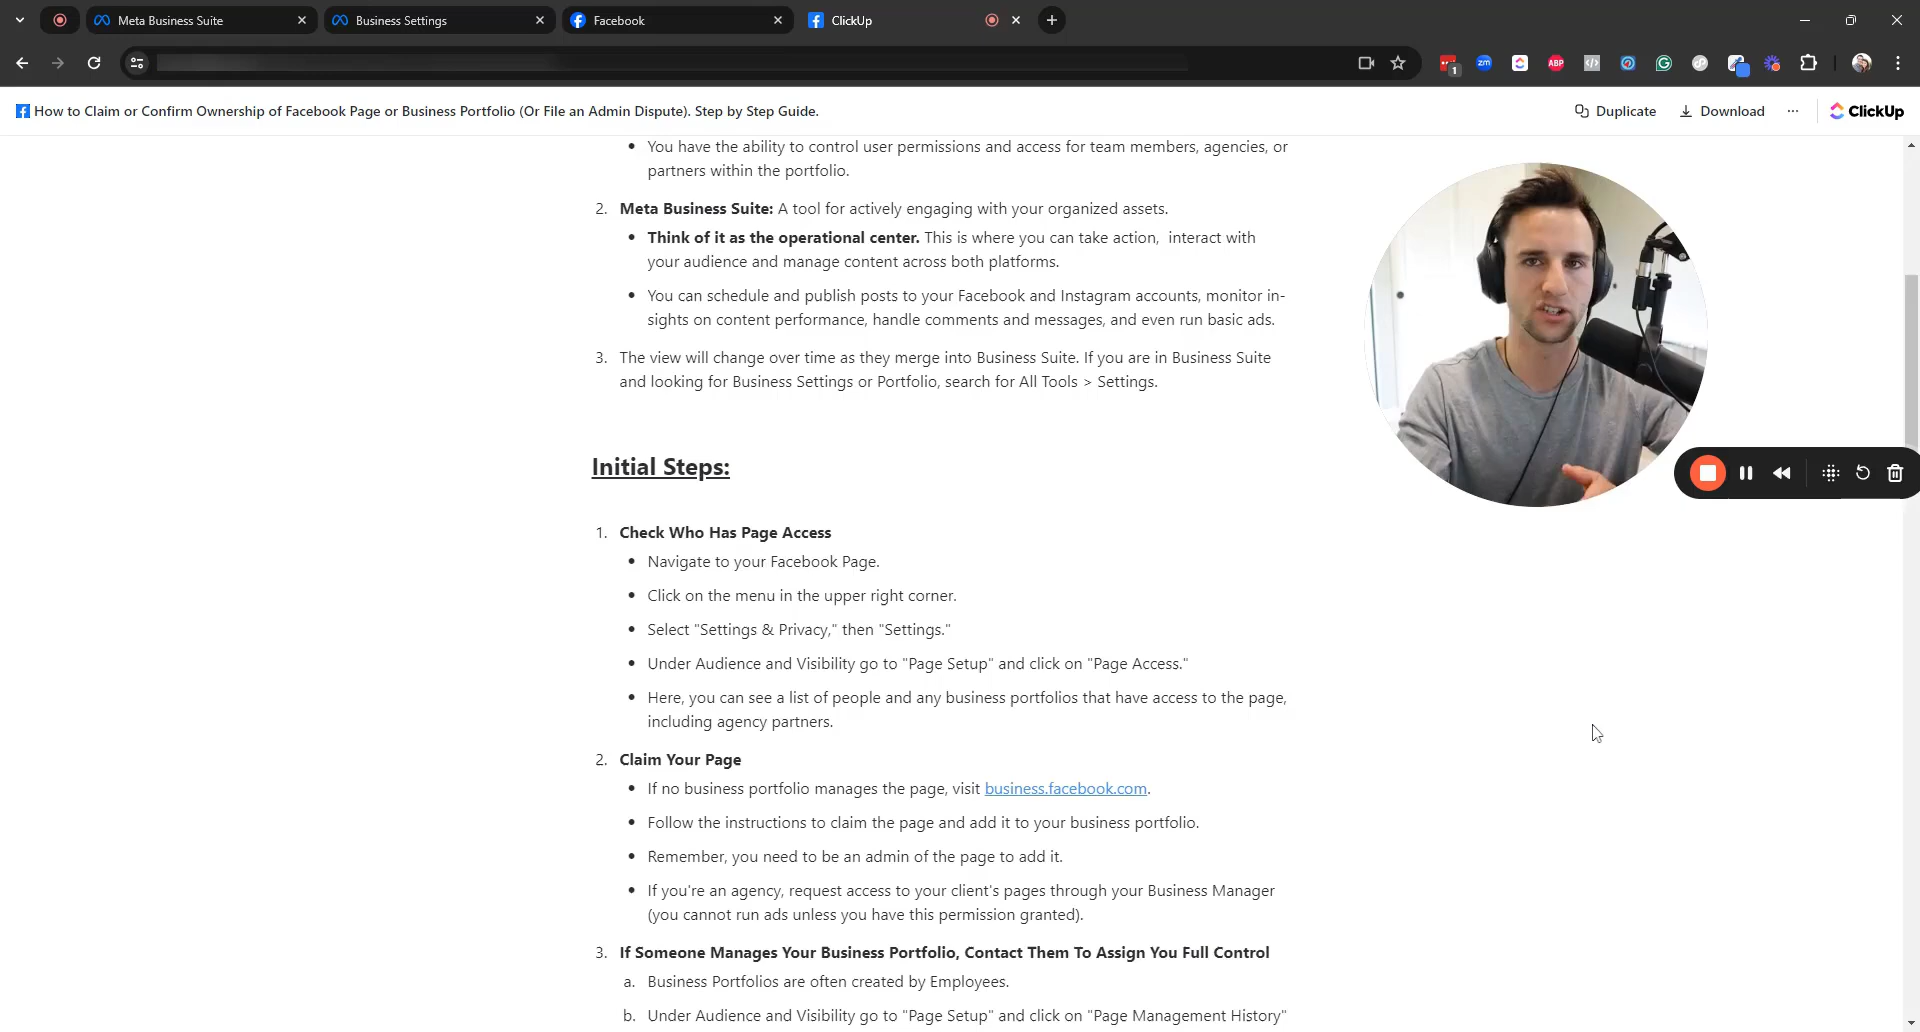 Meta Business Suite
Business Settings
Facebook
ClickUp
1
zm
ABP
How to Claim or Confirm Ownership of Facebook Page or Business Portfolio (Or File an Admin Dispute). Step by Step Guide.
Duplicate
Download
ClickUp
• You have the ability to control user permissions and access for team members, agencies, or
partners within the portfolio.
2. Meta Business Suite: A tool for actively engaging with your organized assets.
• Think of it as the operational center. This is where you can take action, interact with
your audience and manage content across both platforms.
• You can schedule and publish posts to your Facebook and Instagram accounts, monitor in-
sights on content performance, handle comments and messages, and even run basic ads.
3. The view will change over time as they merge into Business Suite. If you are in Business Suite
and looking for Business Settings or Portfolio, search for All Tools > Settings.
Initial Steps:
1. Check Who Has Page Access
• Navigate to your Facebook Page.
• Click on the menu in the upper right corner.
• Select "Settings & Privacy," then "Settings."
• Under Audience and Visibility go to "Page Setup" and click on "Page Access."
• Here, you can see a list of people and any business portfolios that have access to the page,
including agency partners.
2. Claim Your Page
• If no business portfolio manages the page, visit business.facebook.com.
• Follow the instructions to claim the page and add it to your business portfolio.
• Remember, you need to be an admin of the page to add it.
• If you're an agency, request access to your client's pages through your Business Manager
(you cannot run ads unless you have this permission granted).
3. If Someone Manages Your Business Portfolio, Contact Them To Assign You Full Control
a. Business Portfolios are often created by Employees.
b. Under Audience and Visibility go to "Page Setup" and click on "Page Management History"